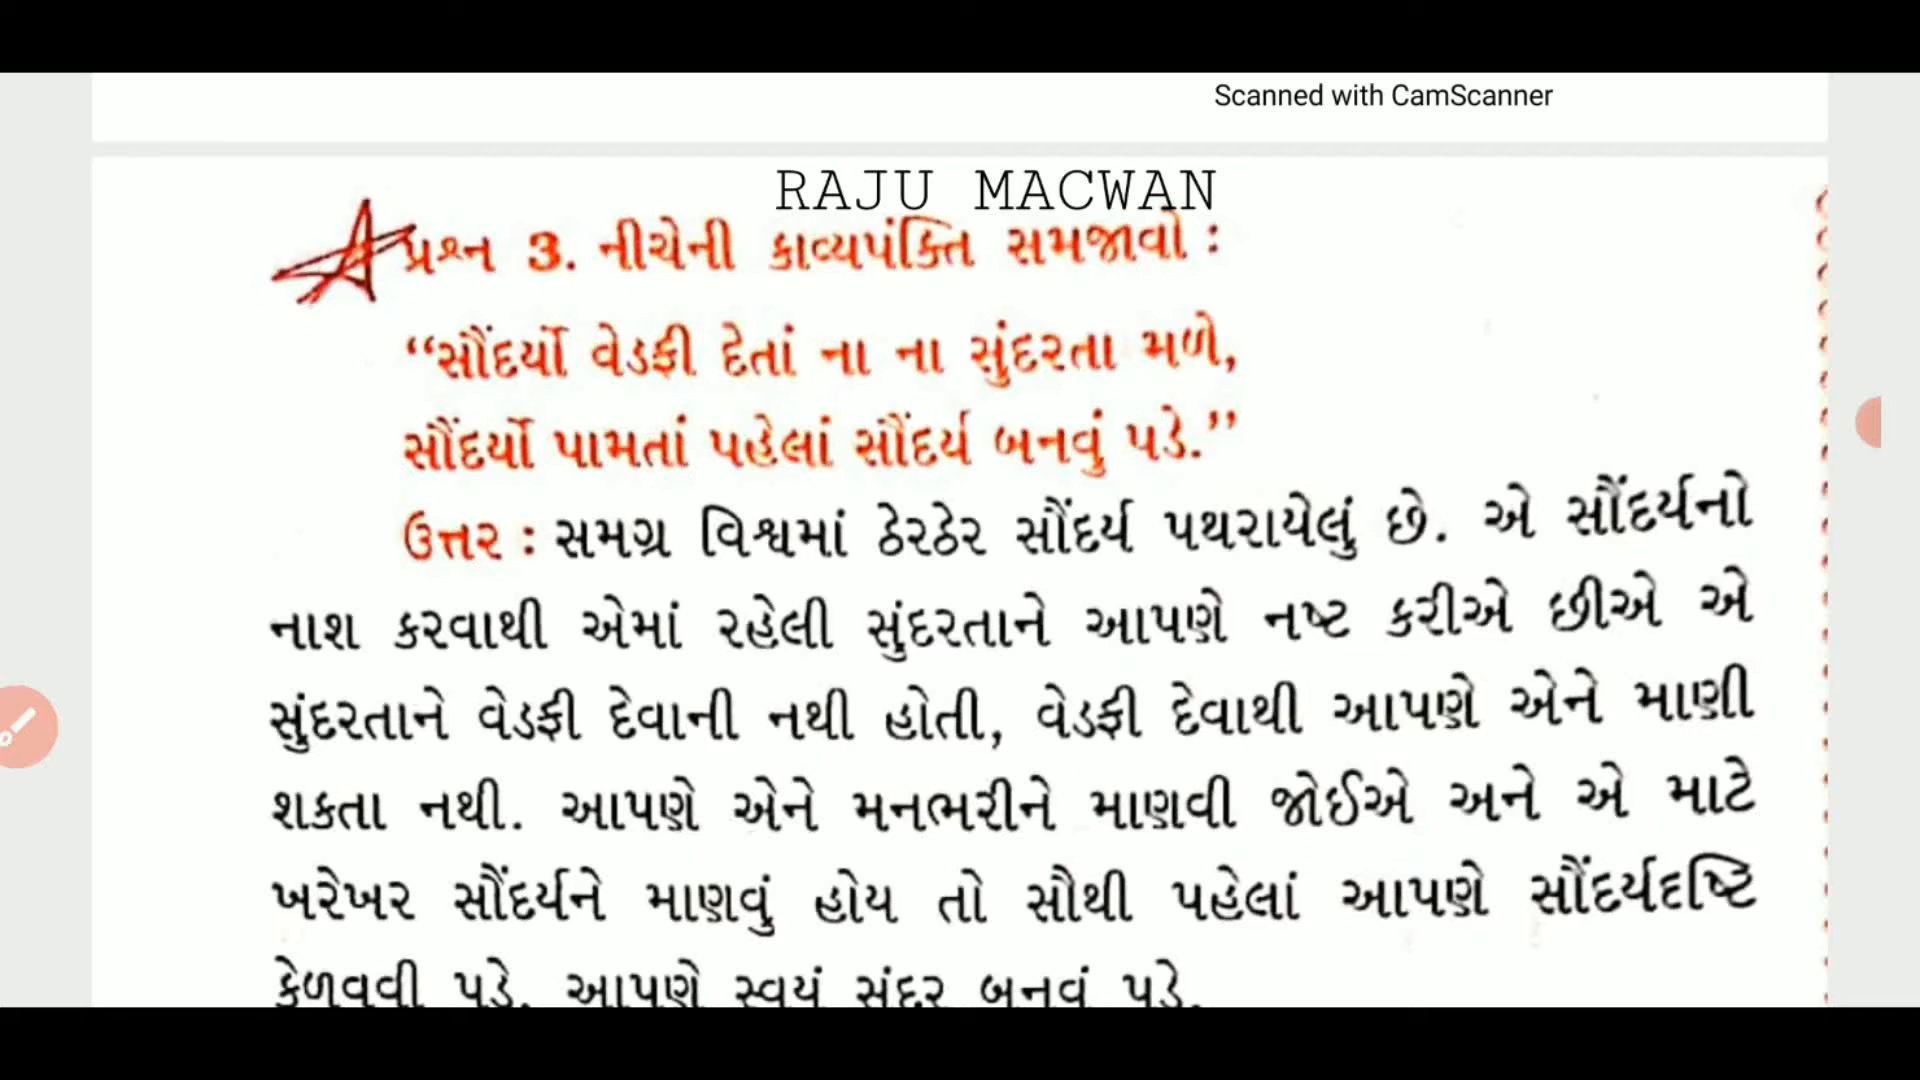 Scanned with CamScanner
RAJU MACWAN
પ્રશ્ન 3. નીચેની કાવ્યપંક્તિ સમજાવો :
“સૌંદર્યો વેડફી દેતાં ના ના સુંદરતા મળે,
સૌંદર્યો પામતાં પહેલાં સૌંદર્ય બનવું પડે.”
ઉત્તર : સમગ્ર વિશ્વમાં ઠેરઠેર સૌંદર્ય પથરાયેલું છે. એ સૌંદર્યનો
નાશ કરવાથી એમાં રહેલી સુંદરતાને આપણે નષ્ટ કરીએ છીએ એ
સુંદરતાને વેડફી દેવાની નથી હોતી, વેડફી દેવાથી આપણે એને માણી
શકતા નથી. આપણે એને મનભરીને માણવી જોઈએ અને એ માટે
ખરેખર સૌંદર્યને માણવું હોય તો સૌથી પહેલાં આપણે સૌંદર્યદૃષ્ટિ
કેળવવી પડે. આપણે સ્વયં સુંદર બનવું પડે.